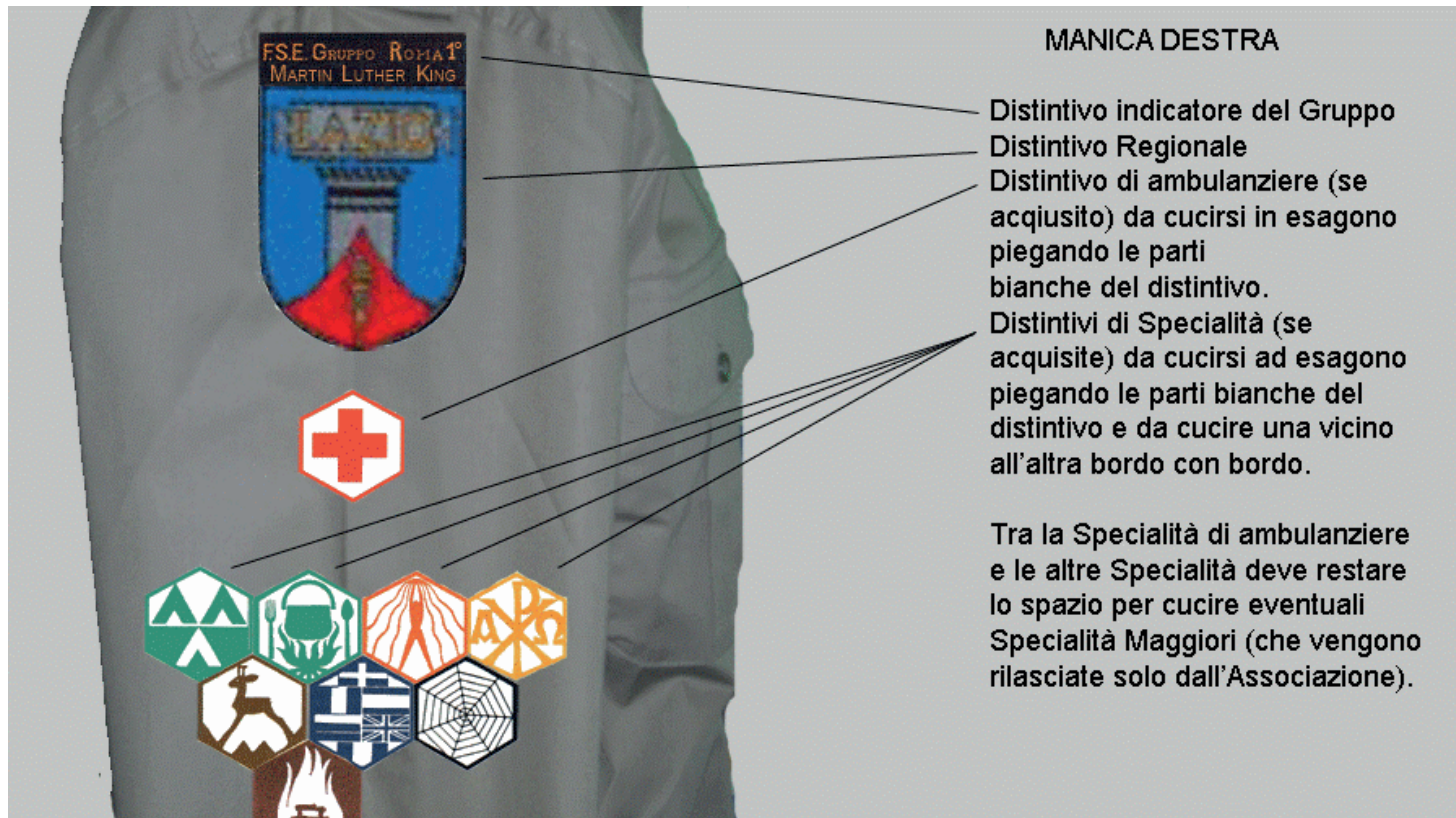 F.S.E. GRUPPO ROMA 1°
MARTIN LUTHER KING
LAZIO
MANICA DESTRA
Distintivo indicatore del Gruppo
Distintivo Regionale
Distintivo di ambulanziere (se
acqiusito) da cucirsi in esagono
piegando le parti
bianche del distintivo.
Distintivi di Specialità (se
acquisite) da cucirsi ad esagono
piegando le parti bianche del
distintivo e da cucire una vicino
all'altra bordo con bordo.
Tra la Specialità di ambulanziere
e le altre Specialità deve restare
lo spazio per cucire eventuali
Specialità Maggiori (che vengono
rilasciate solo dall'Associazione).